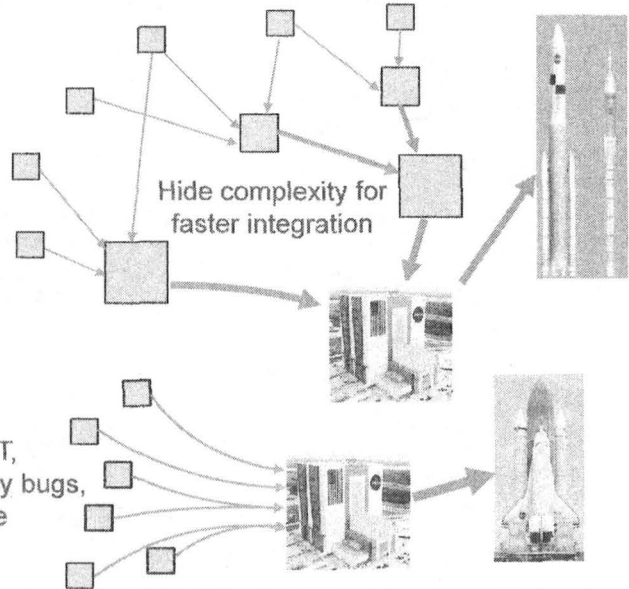 Hide complexity for
faster integration
T,
y bugs,
e